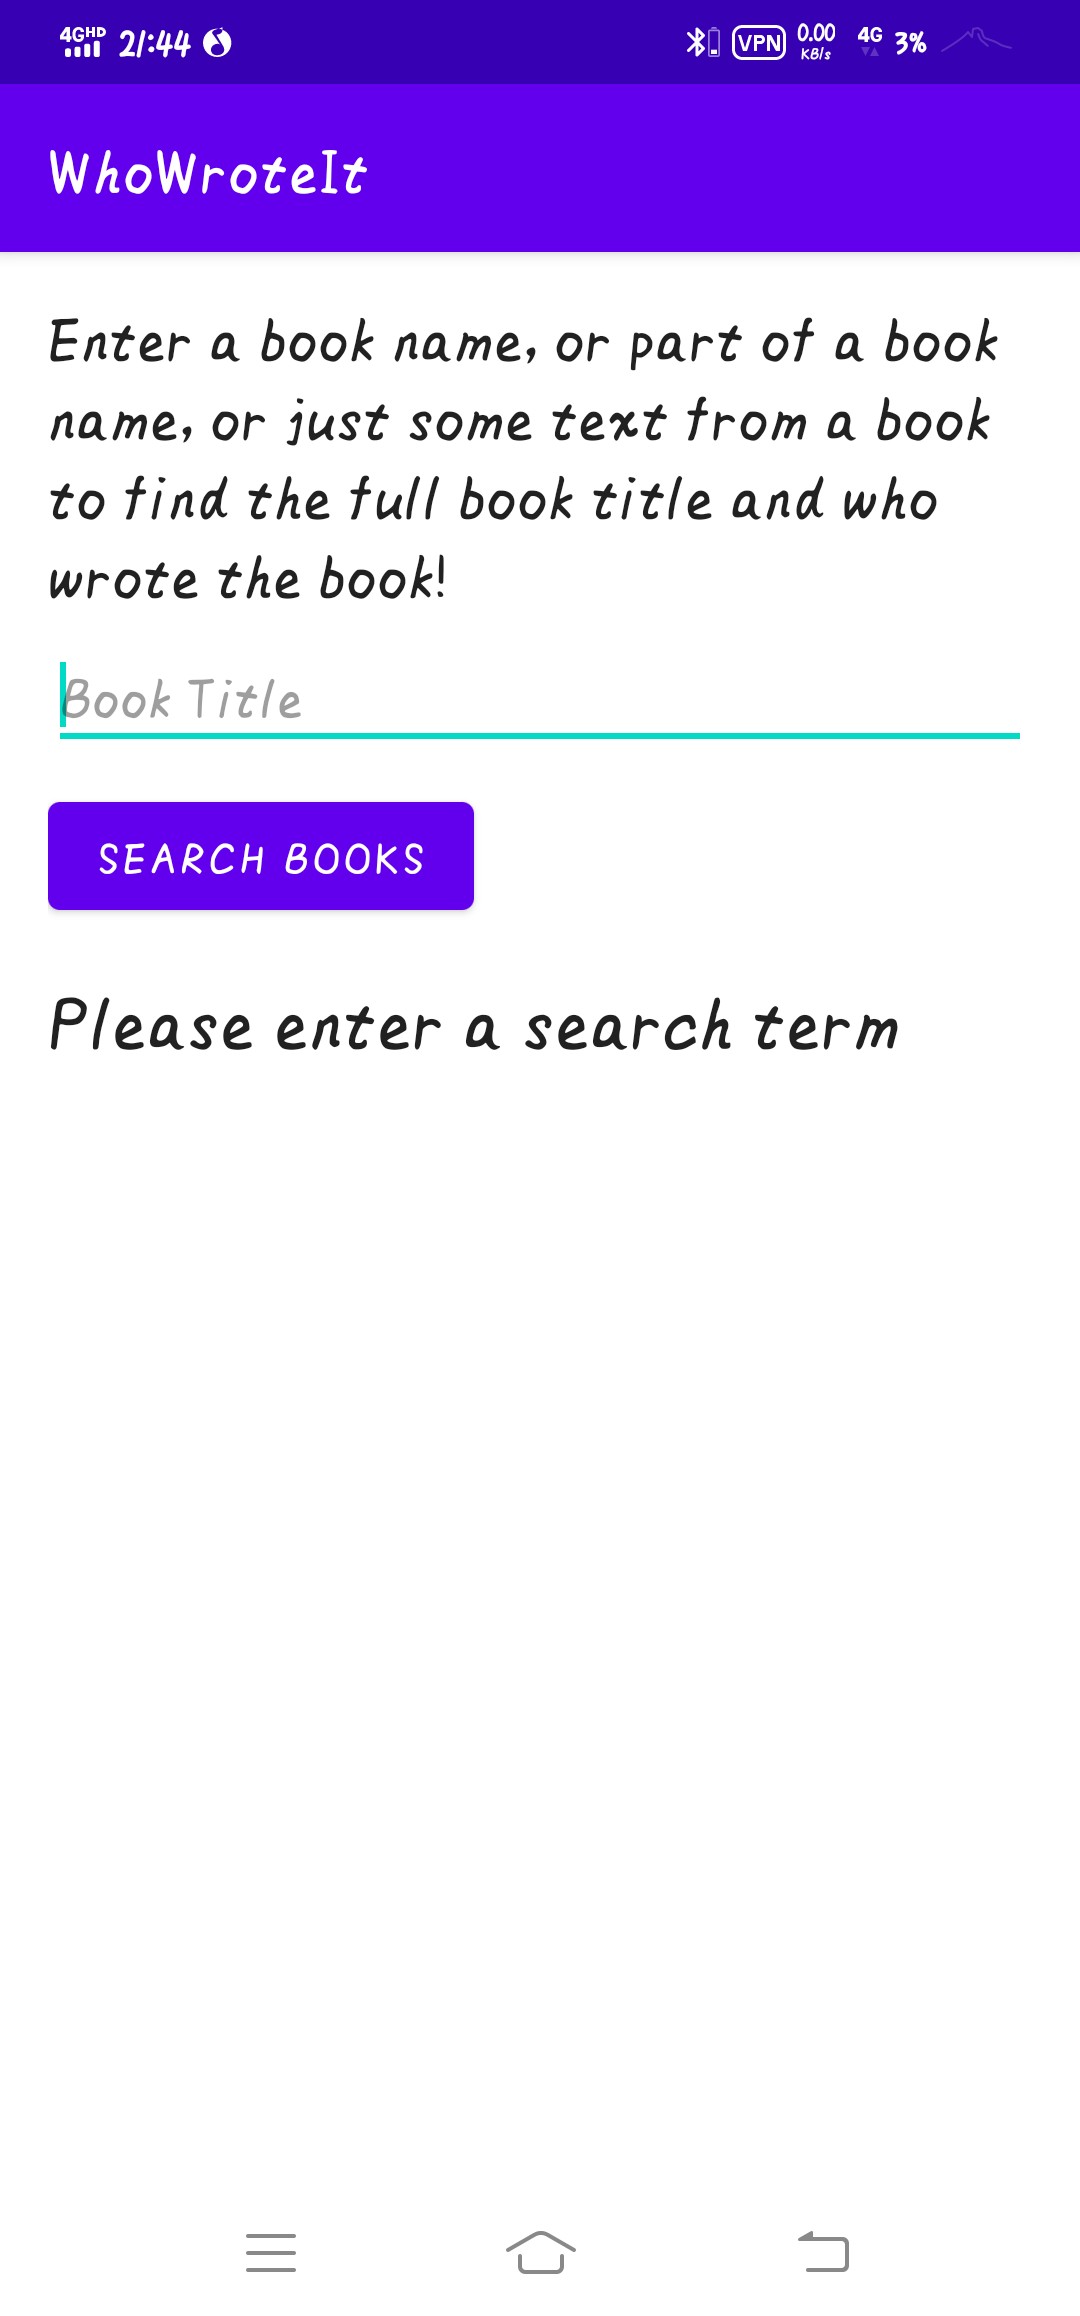 4G HD 21:44 VPN 0.00 KB/s 4G 3%
WhoWroteIt
Enter a book name, or part of a book
name, or just some text from a book
to find the full book title and who
wrote the book!
Book Title
SEARCH BOOKS
Please enter a search term